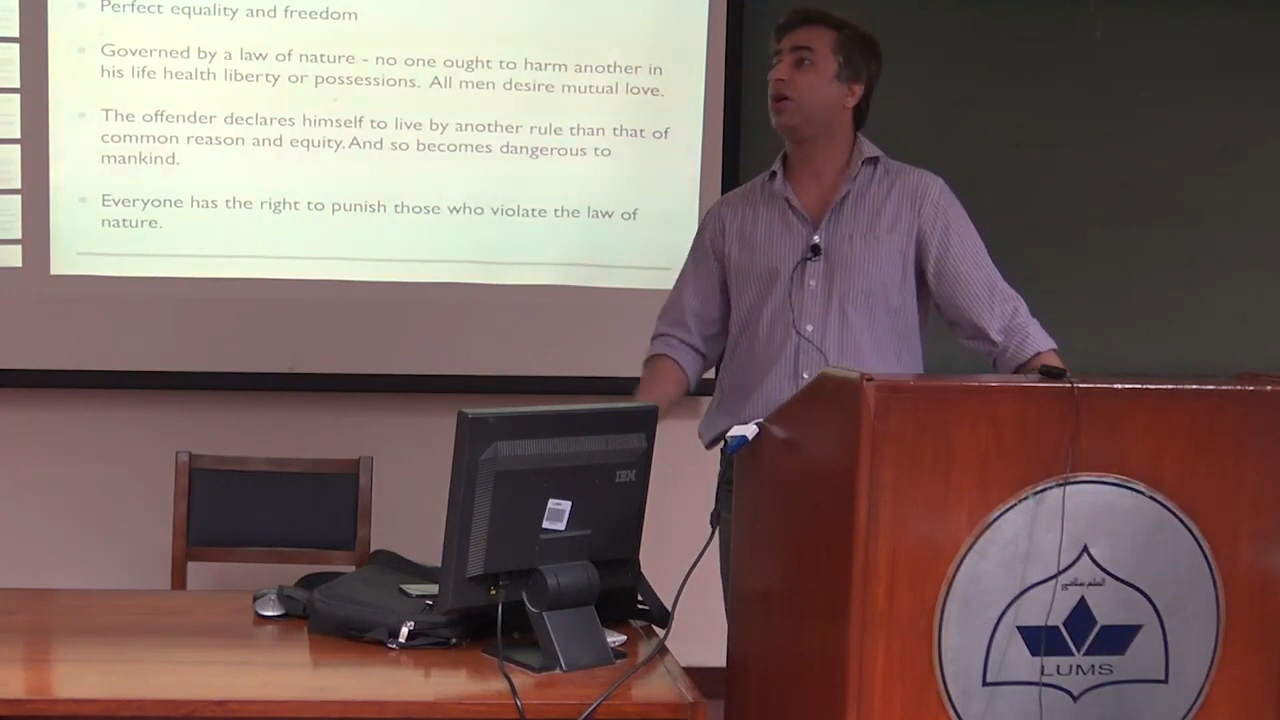 Perfect equality and freedom
Governed by a law of nature - no one ought to harm another in
his life health liberty or possessions. All men desire mutual love.
The offender declares himself to live by another rule than that of
common reason and equity. And so becomes dangerous to
mankind.
Everyone has the right to punish those who violate the law of
nature.
IBM
LUMS